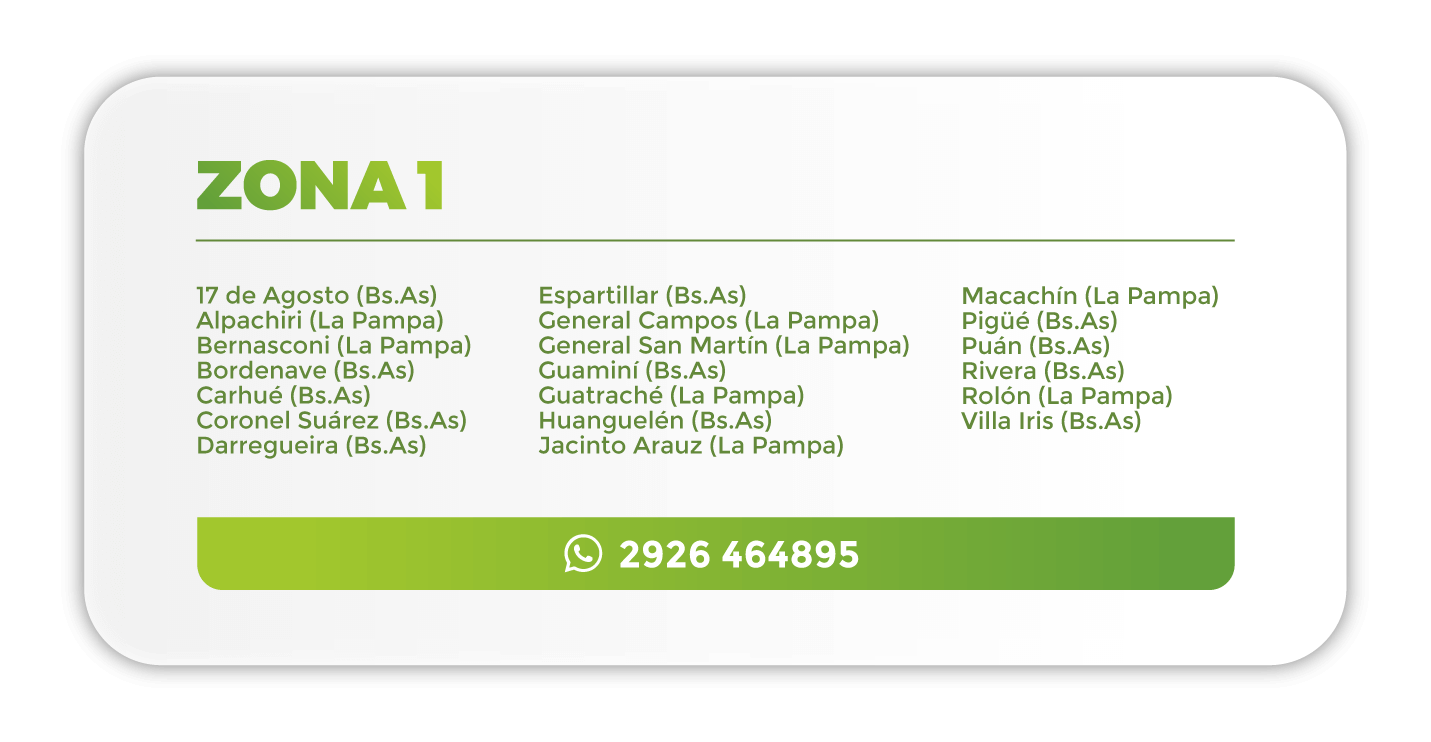 ZONA 1
17 de Agosto (Bs.As)
Alpachiri (La Pampa)
Bernasconi (La Pampa)
Bordenave (Bs.As)
Carhué (Bs.As)
Coronel Suárez (Bs.As)
Darregueira (Bs.As)
Espartillar (Bs.As)
General Campos (La Pampa)
General San Martín (La Pampa)
Guaminí (Bs.As)
Guatraché (La Pampa)
Huanguelén (Bs.As)
Jacinto Arauz (La Pampa)
Macachín (La Pampa)
Pigüé (Bs.As)
Puán (Bs.As)
Rivera (Bs.As)
Rolón (La Pampa)
Villa Iris (Bs.As)
2926 464895